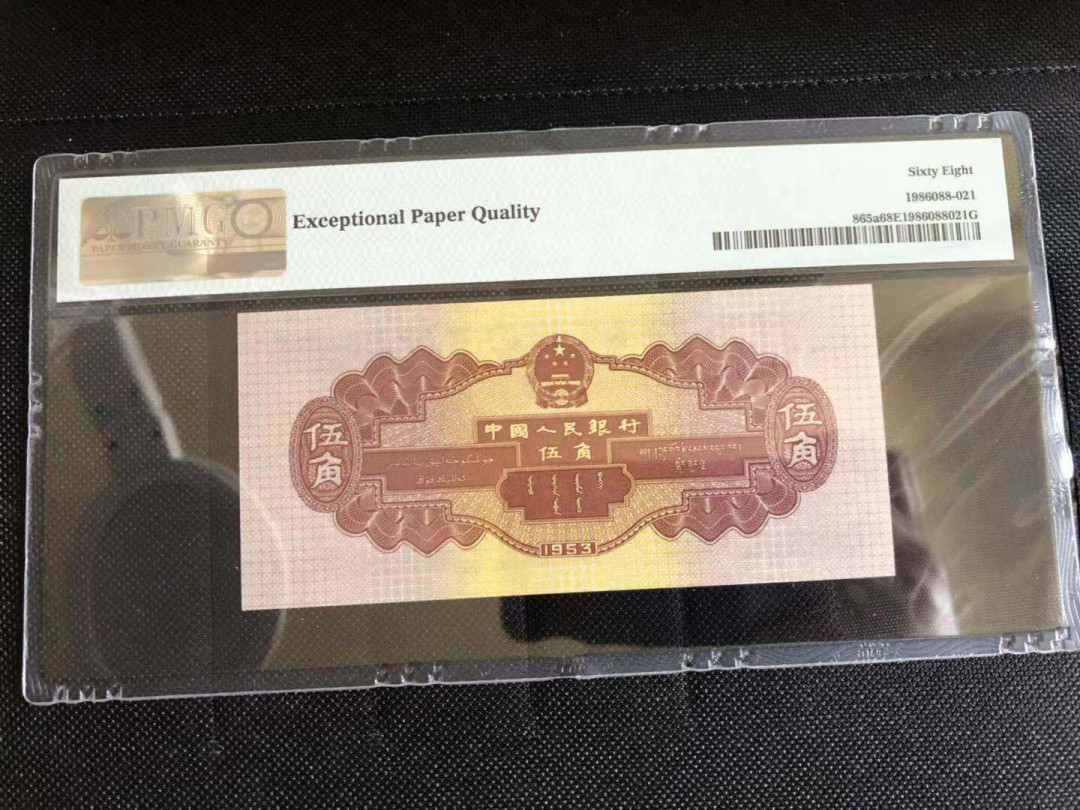 Sixty Eight
PMG
PAPER MONEY GUARANTY
Exceptional Paper Quality
1986088-021
865a68E1986088021G
中國人民銀行
伍角
伍角
伍角
1953